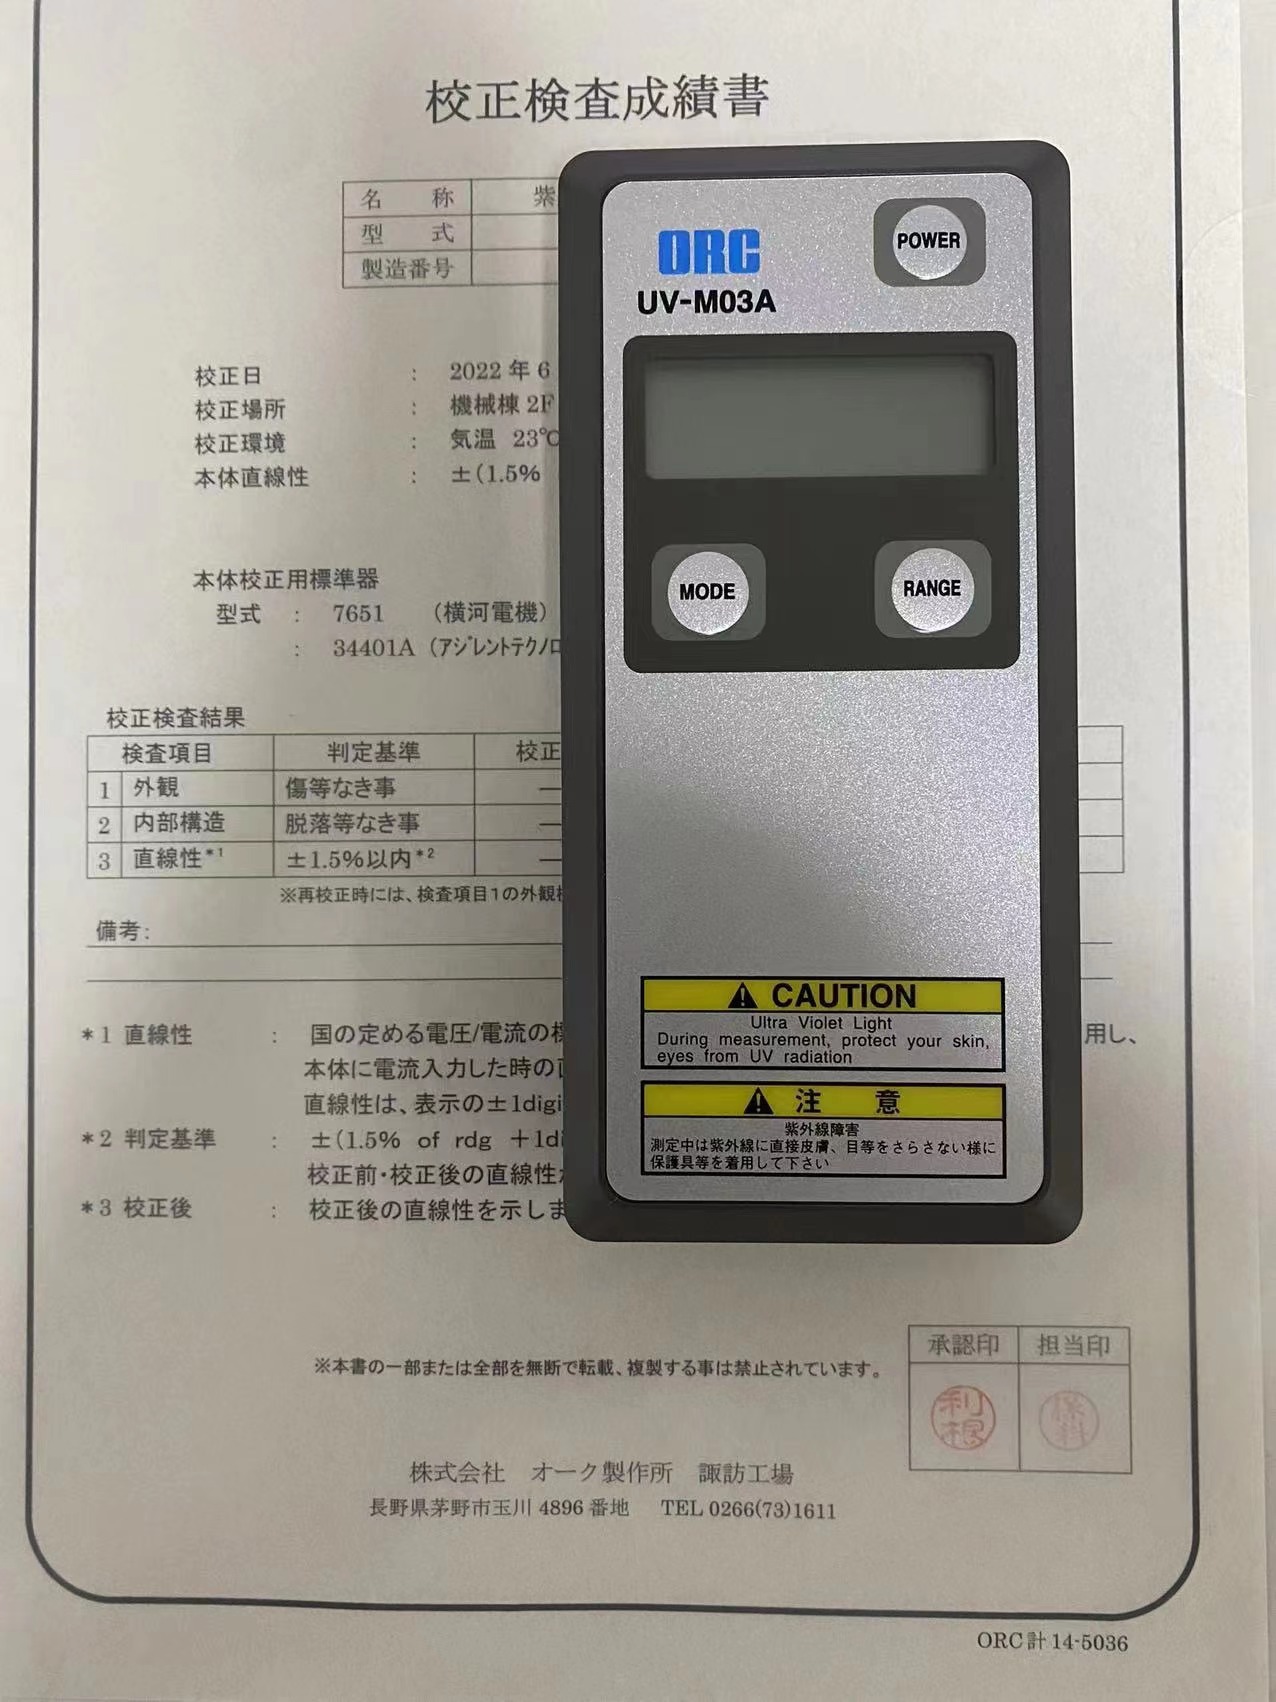 校正検査成績書
名 称 紫
型 式
製造番号
ORC
UV-M03A
POWER
MODE
RANGE
校正日 : 2022 年 6
校正場所 : 機械棟 2F
校正環境 : 気温 23℃
本体直線性 : ±(1.5%
本体校正用標準器
型式 : 7651 (横河電機)
: 34401A (アジレントテクノロ
校正検査結果
検査項目 判定基準 校正
1 外観 傷等なき事 ―
2 内部構造 脱落等なき事 ―
3 直線性*1 ±1.5%以内*2 ―
※再校正時には、検査項目1の外観
備考:
CAUTION
Ultra Violet Light
During measurement, protect your skin,
eyes from UV radiation
注 意
紫外線障害
測定中は紫外線に直接皮膚、目等をさらさない様に
保護具等を着用して下さい
*1 直線性 : 国の定める電圧/電流の標 用し、
本体に電流入力した時の直
直線性は、表示の±1digi
*2 判定基準 : ±(1.5% of rdg +1di
校正前・校正後の直線性が
*3 校正後 : 校正後の直線性を示しま
※本書の一部または全部を無断で転載、複製する事は禁止されています。
承認印 担当印
利根 保科
株式会社 オーク製作所 諏訪工場
長野県茅野市玉川 4896 番地 TEL 0266(73)1611
ORC計 14-5036